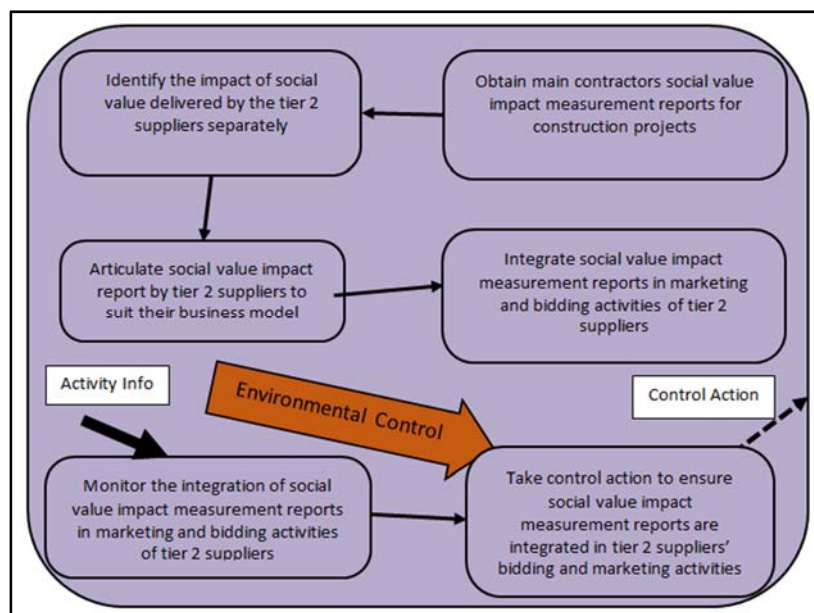 Identify the impact of social
value delivered by the tier 2
suppliers separately
Obtain main contractors social value
impact measurement reports for
construction projects
Articulate social value impact
report by tier 2 suppliers to
suit their business model
Integrate social value impact
measurement reports in marketing
and bidding activities of tier 2
suppliers
Activity Info
Environmental Control
Control Action
Monitor the integration of social
value impact measurement reports
in marketing and bidding activities
of tier 2 suppliers
Take control action to ensure
social value impact
measurement reports are
integrated in tier 2 suppliers’
bidding and marketing activities